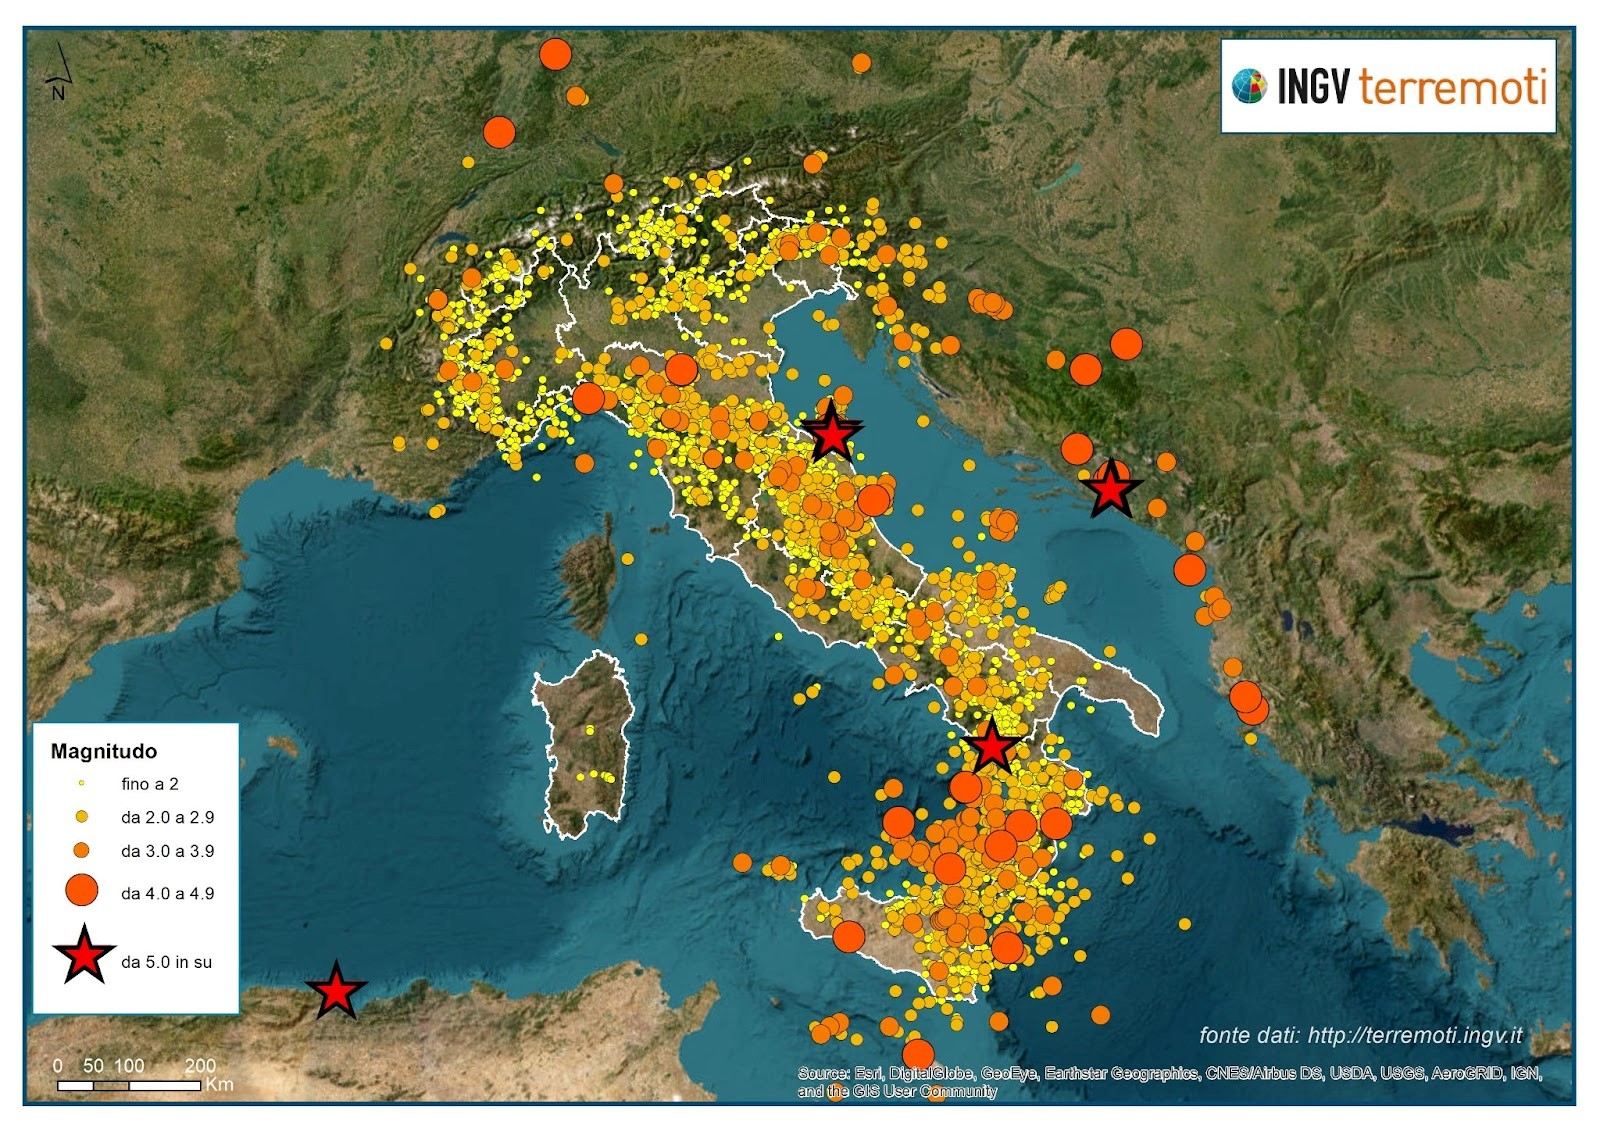 N
INGV terremoti
Magnitudo
fino a 2
da 2.0 a 2.9
da 3.0 a 3.9
da 4.0 a 4.9
da 5.0 in su
0 50 100 200
Km
fonte dati: http://terremoti.ingv.it
Source: Esri, DigitalGlobe, GeoEye, Earthstar Geographics, CNES/Airbus DS, USDA, USGS, AeroGRID, IGN,
and the GIS User Community